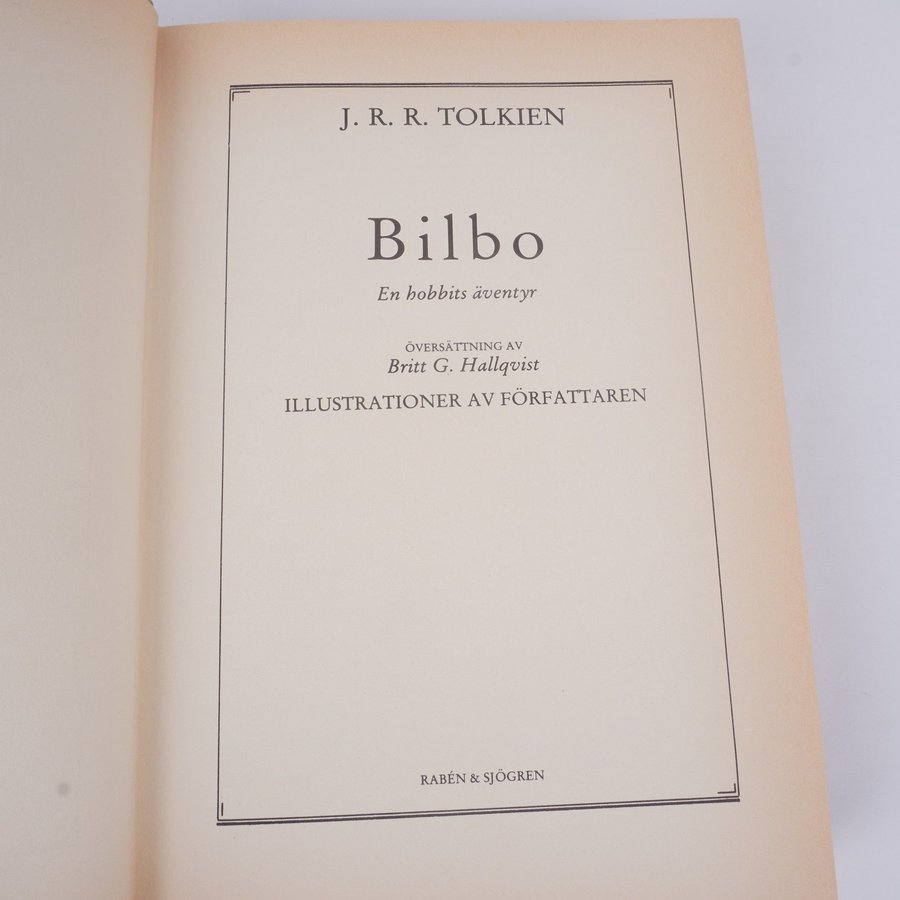 J. R. R. TOLKIEN
Bilbo
En hobbits äventyr
ÖVERSÄTTNING AV
Britt G. Hallqvist
ILLUSTRATIONER AV FÖRFATTAREN
RABÉN & SJÖGREN